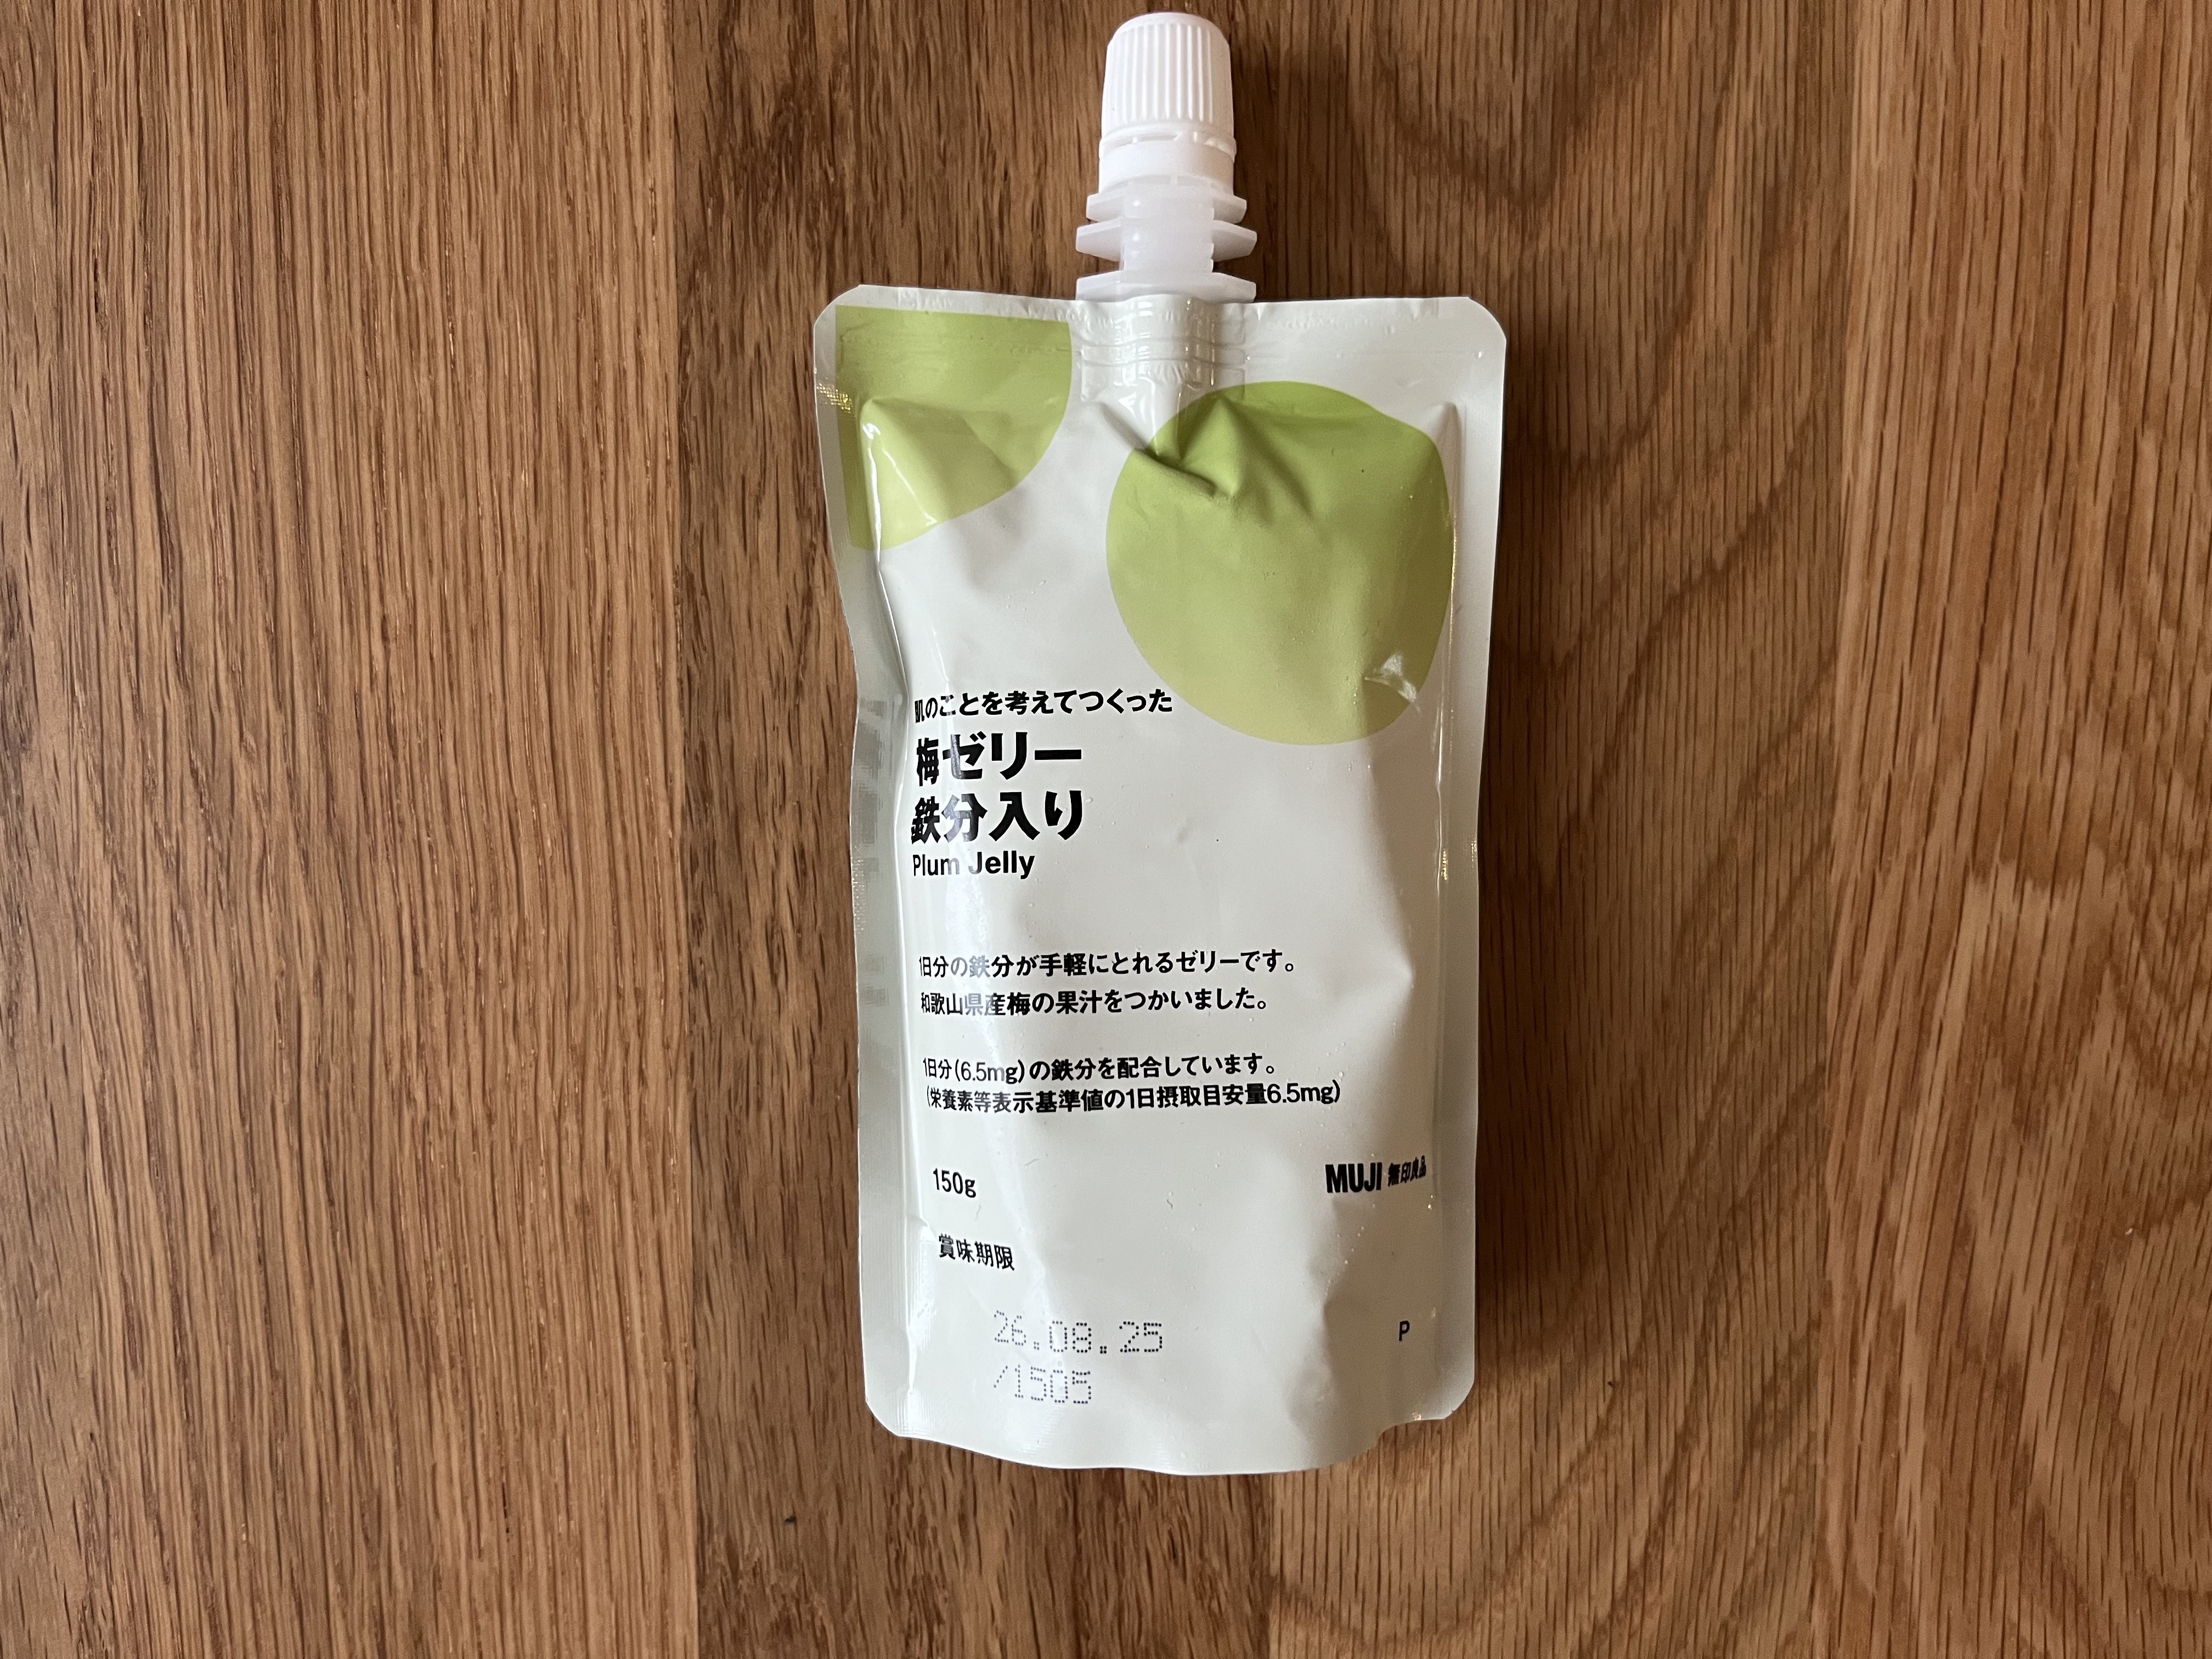 肌のことを考えてつくった
梅ゼリー
鉄分入り
Plum Jelly
1日分の鉄分が手軽にとれるゼリーです。
和歌山県産梅の果汁をつかいました。
1日分(6.5mg)の鉄分を配合しています。
(栄養素等表示基準値の1日摂取目安量6.5mg)
150g
MUJI 無印良品
賞味期限
26.08.25
/1505
P